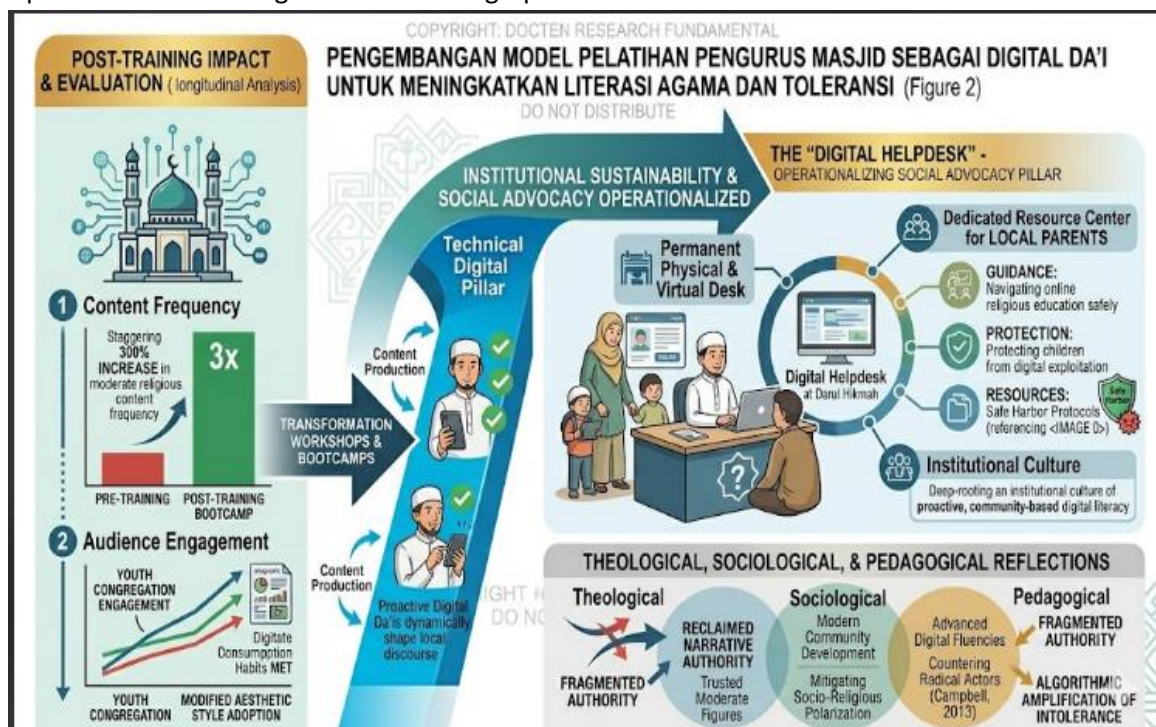 COPYRIGHT: DOCTEN RESEARCH FUNDAMENTAL
POST-TRAINING IMPACT
& EVALUATION ( longitudinal Analysis)
PENGEMBANGAN MODEL PELATIHAN PENGURUS MASJID SEBAGAI DIGITAL DA'I
UNTUK MENINGKATKAN LITERASI AGAMA DAN TOLERANSI (Figure 2)
DO NOT DISTRIBUTE
1 Content Frequency
Staggering
300%
INCREASE in
moderate religious
content frequency
3x
PRE-TRAINING
POST-TRAINING
BOOTCAMP
2 Audience Engagement
YOUTH
CONGREGATION
ENGAGEMENT
Digitate
Consumpption
Habits MET
YOUTH
CONGREGATION
MODIFIED AESTHETIC
STYLE ADOPTION
TRANSFORMATION
WORKSHOPS &
BOOTCAMPS
INSTITUTIONAL SUSTAINABILITY &
SOCIAL ADVOCACY OPERATIONALIZED
Technical
Digital
Pillar
Content
Production
Content
Production
Proactive Digital
Da'is dynamically
shape local
discourse
THE "DIGITAL HELPDESK" -
OPERATIONALIZING SOCIAL ADVOCACY PILLAR
Permanent
Physical &
Virtual Desk
Digital Helpdesk
at Darul Hikmah
?
Dedicated Resource Center
for LOCAL PARENTS
GUIDANCE:
Navigating online
religious education safely
PROTECTION:
Protecting children
from digital exploitation
RESOURCES:
Safe Harbor Protocols
(referencing <IMAGE 0>)
Safe
Harbor
Institutional Culture
Deep-rooting an institutional culture of
proactive, community-based digital literacy
THEOLOGICAL, SOCIOLOGICAL, & PEDAGOGICAL REFLECTIONS
Theological
FRAGMENTED
AUTHORITY
RECLAIMED
NARRATIVE
AUTHORITY
Trusted
Moderate
Figures
Sociological
Modern
Community
Development
Mitigating
Socio-Religious
Polarization
Pedagogical
Advanced
Digital Fluencies
Countering
Radical Actors
(Campbell,
2013)
FRAGMENTED
AUTHORITY
ALGORITHMIC
AMPLIFICATION OF
INTOLERANCE